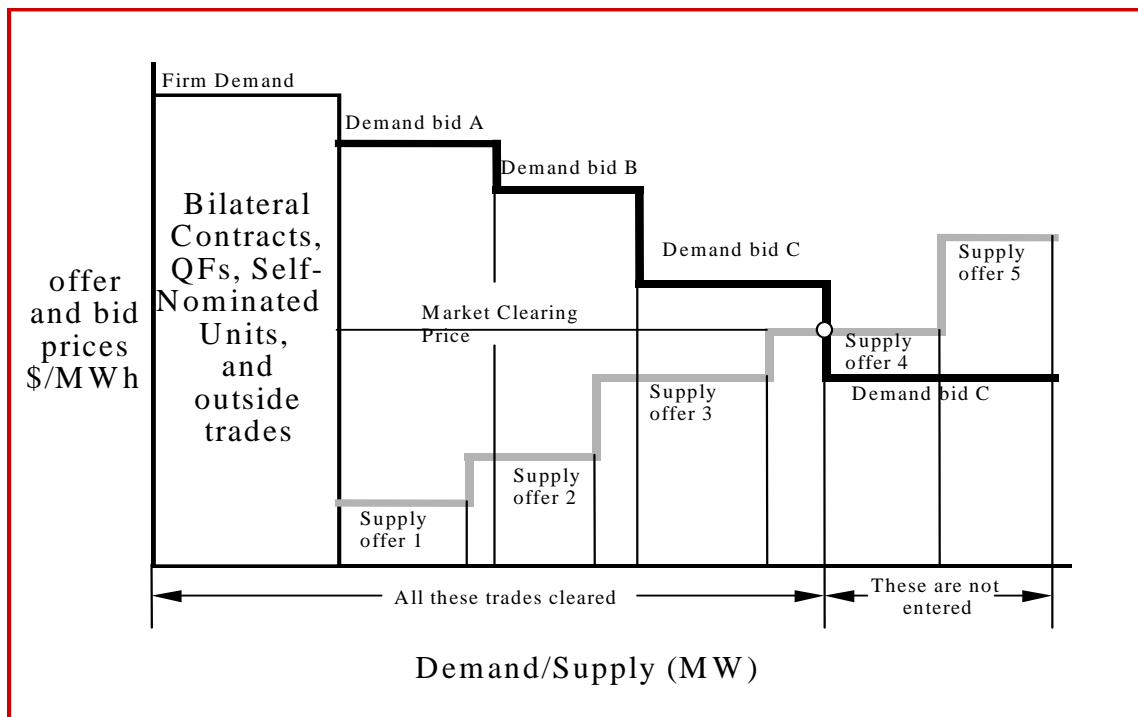 Firm Demand
Demand bid A
Demand bid B
Bilateral
Contracts,
QFs, Self-
Nominated
Units,
and
outside
trades
offer
and bid
prices
$/MWh
Demand bid C
Supply
offer 5
Market Clearing
Price
Supply
offer 4
Supply
offer 3
Demand bid C
Supply
offer 2
Supply
offer 1
All these trades cleared
These are not
entered
Demand/Supply (MW)